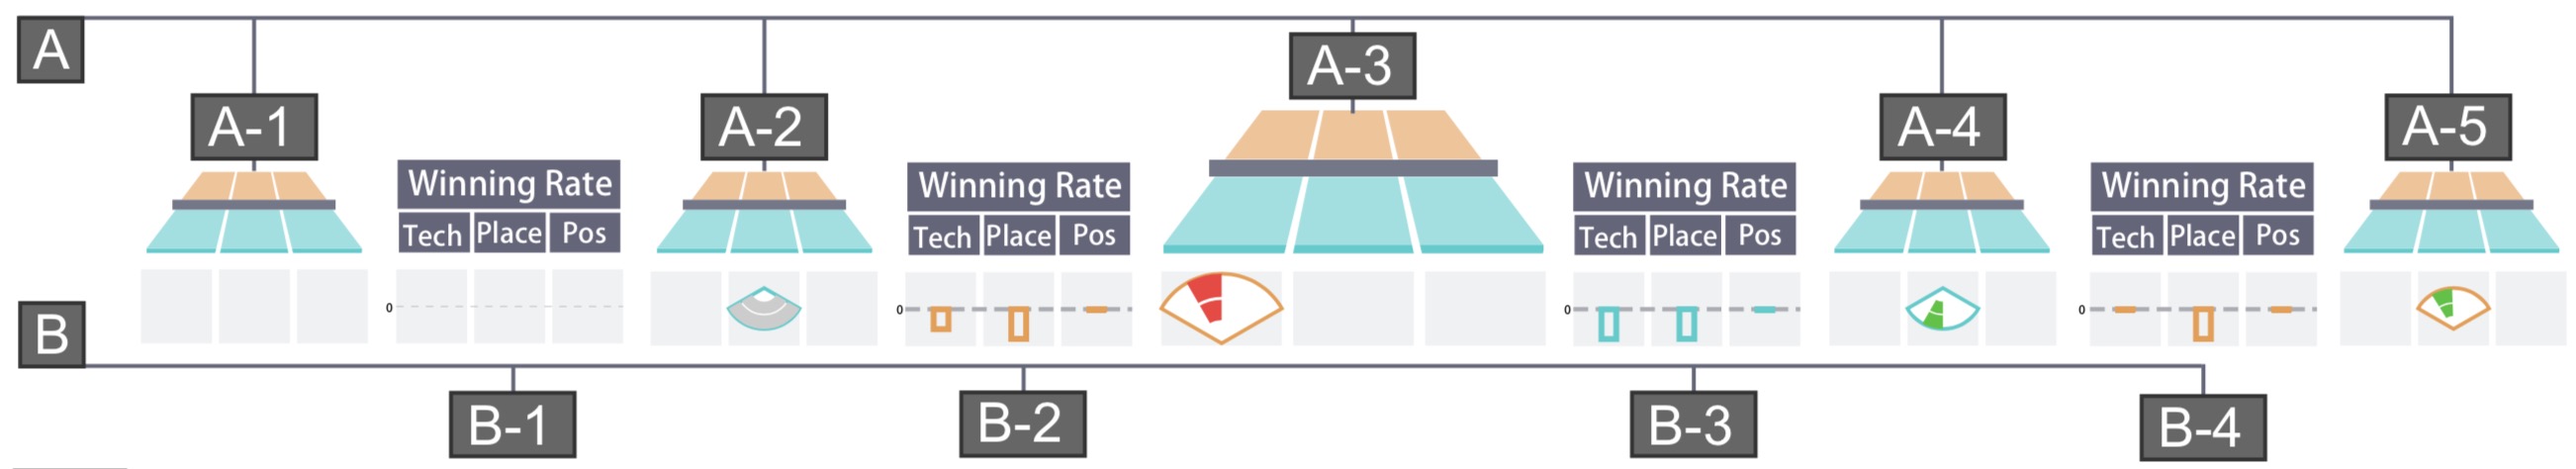 A
A-1
A-2
A-3
A-4
A-5
Winning Rate
Tech Place Pos
0
Winning Rate
Tech Place Pos
0
Winning Rate
Tech Place Pos
0
Winning Rate
Tech Place Pos
0
B
B-1
B-2
B-3
B-4